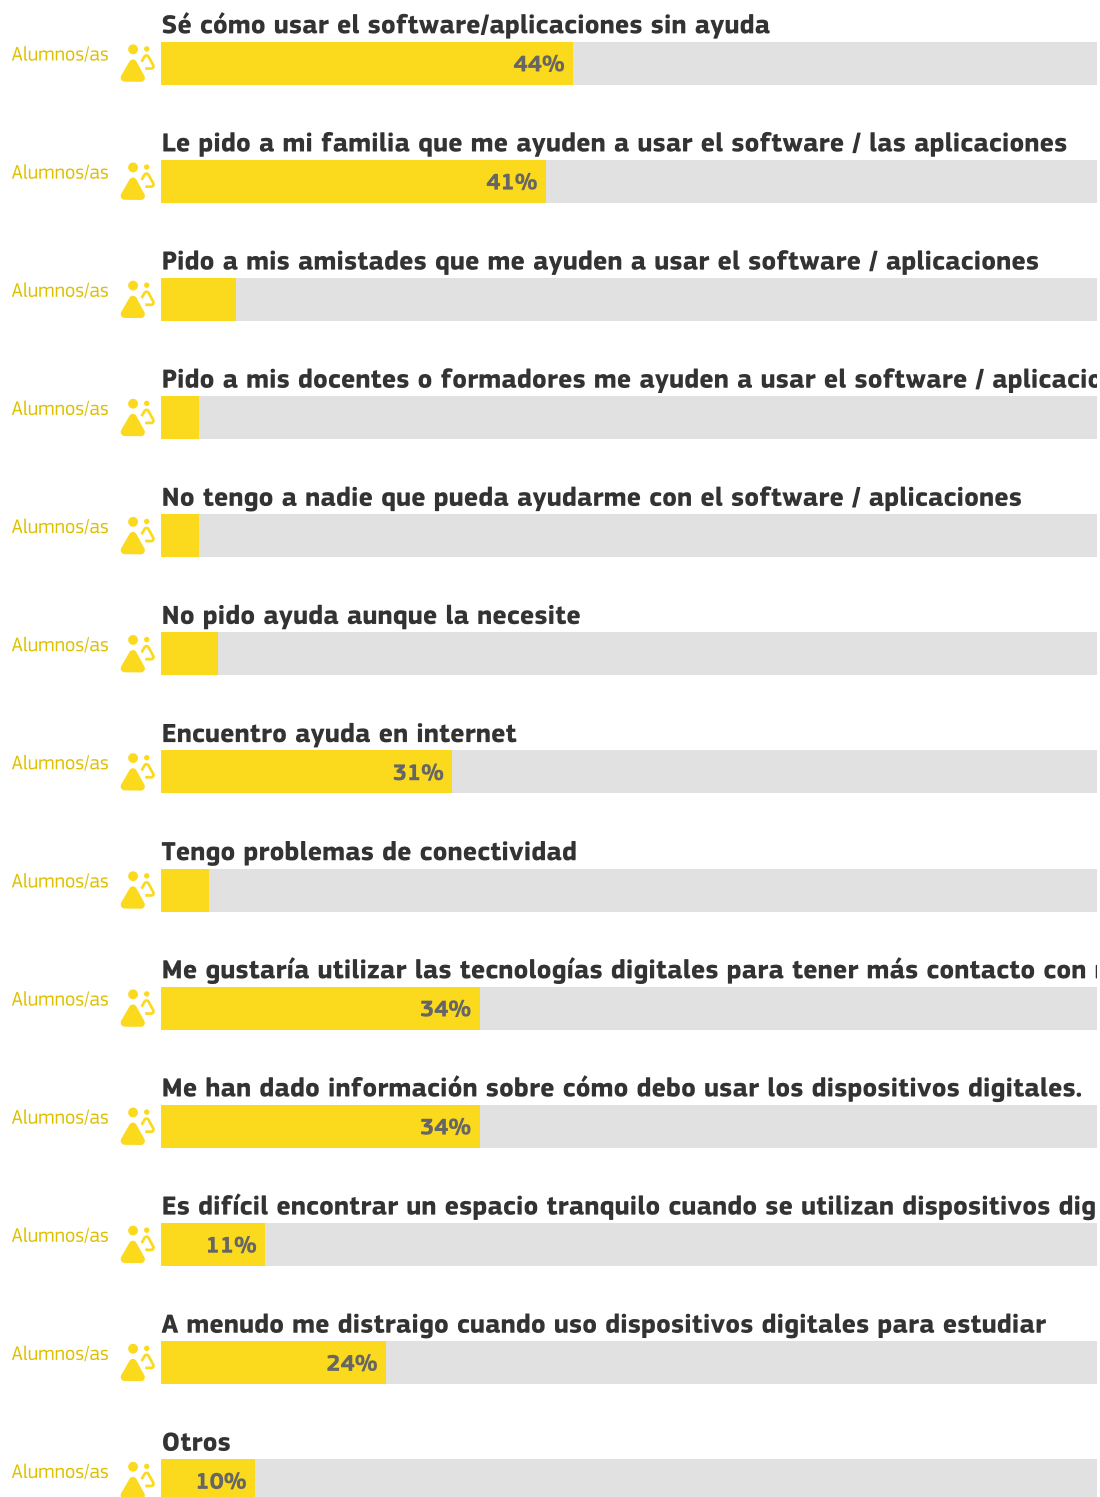 Sé cómo usar el software/aplicaciones sin ayuda
Alumnos/as
44%
Le pido a mi familia que me ayuden a usar el software / las aplicaciones
Alumnos/as
41%
Pido a mis amistades que me ayuden a usar el software / aplicaciones
Alumnos/as
Pido a mis docentes o formadores me ayuden a usar el software /
Alumnos/as
No tengo a nadie que pueda ayudarme con el software / aplicaciones
Alumnos/as
No pido ayuda aunque la necesite
Alumnos/as
Encuentro ayuda en internet
Alumnos/as
31%
Tengo problemas de conectividad
Alumnos/as
Me gustaría utilizar las tecnologías digitales para tener más contacto con
Alumnos/as
34%
Me han dado información sobre cómo debo usar los dispositivos digitales.
Alumnos/as
34%
Es difícil encontrar un espacio tranquilo cuando se utilizan dispositivos dig
Alumnos/as
11%
A menudo me distraigo cuando uso dispositivos digitales para estudiar
Alumnos/as
24%
Otros
Alumnos/as
10%